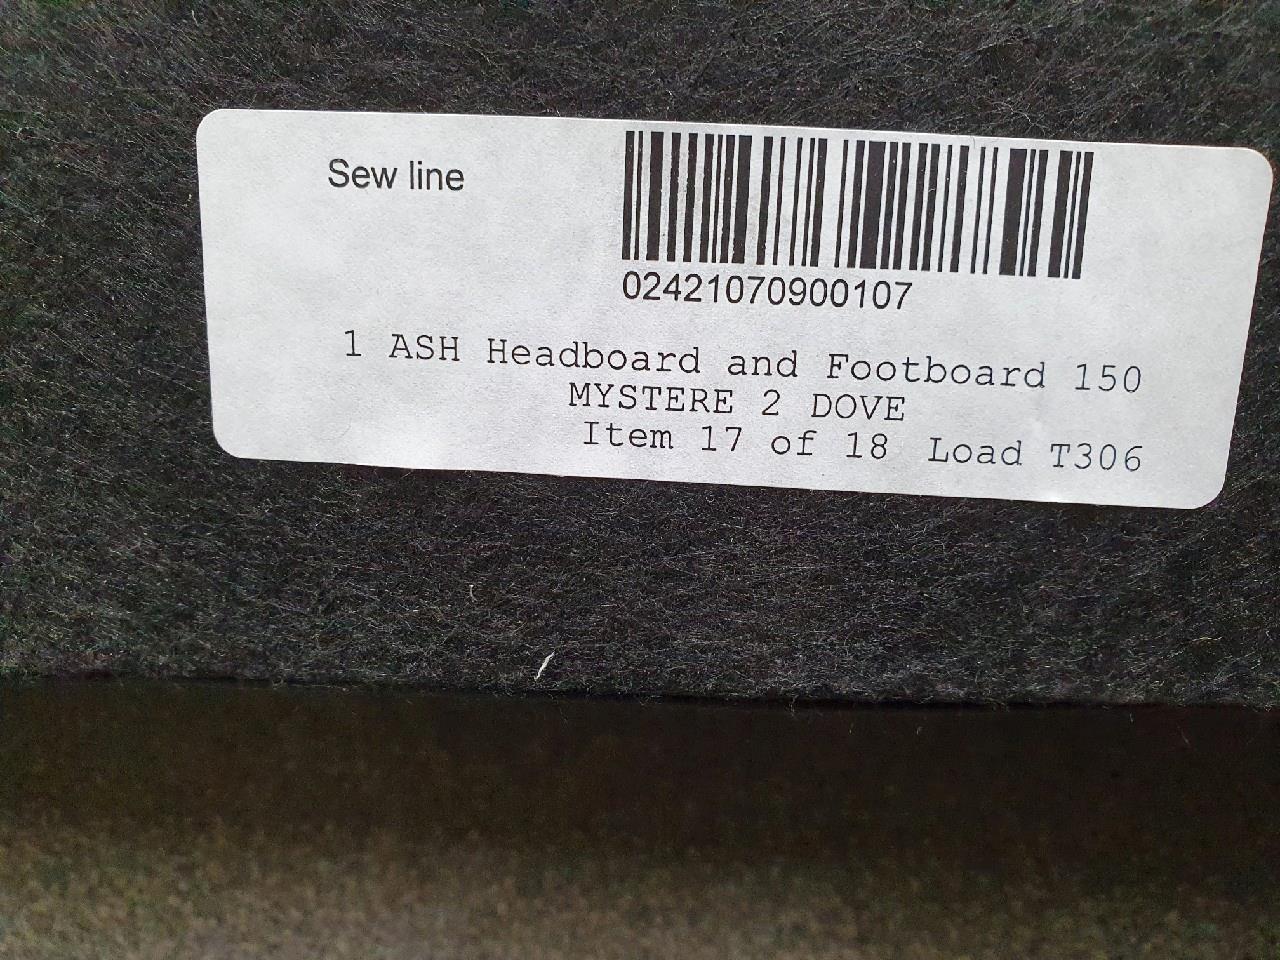 Sew line
02421070900107
1 ASH Headboard and Footboard 150
MYSTERE 2 DOVE
Item 17 of 18 Load T306